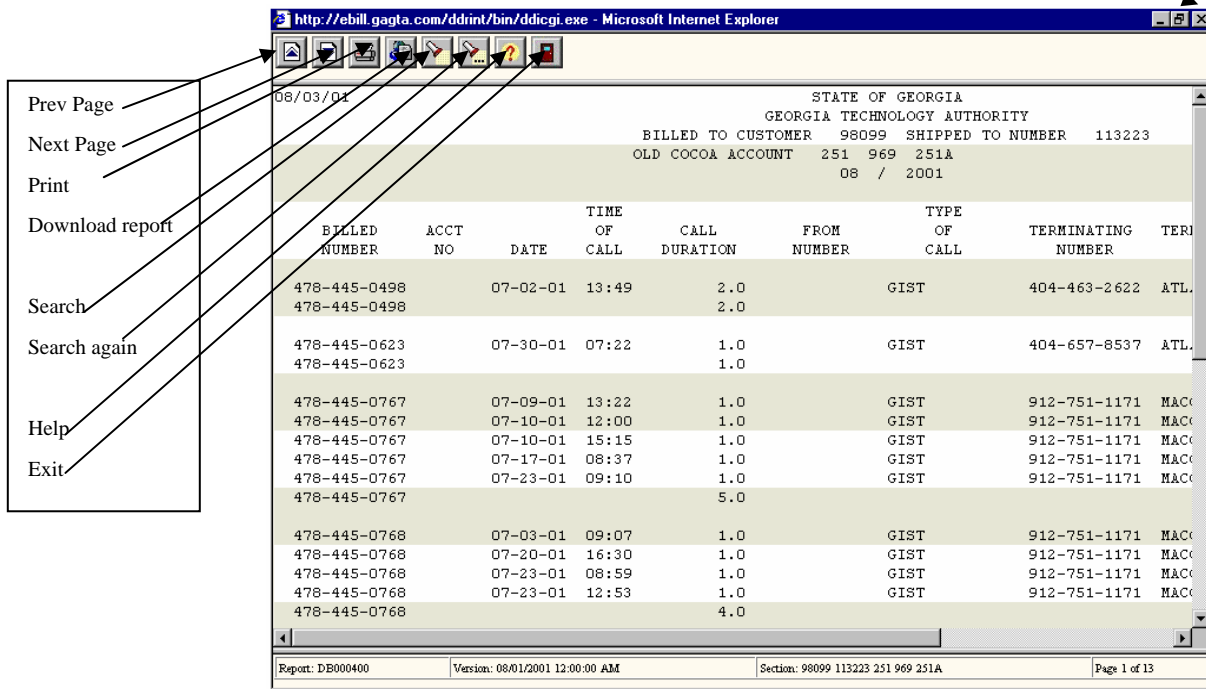 http://ebill.gagta.com/ddrint/bin/ddicgi.exe - Microsoft Internet Explorer
Prev Page
Next Page
Print
Download report
Search
Search again
Help
Exit
08/03/01 STATE OF GEORGIA
GEORGIA TECHNOLOGY AUTHORITY
BILLED TO CUSTOMER 98099 SHIPPED TO NUMBER 113223
OLD COCOA ACCOUNT 251 969 251A
08 / 2001
TIME TYPE
BILLED ACCT OF CALL FROM OF TERMINATING TERM
NUMBER NO DATE CALL DURATION NUMBER CALL NUMBER
478-445-0498 07-02-01 13:49 2.0 GIST 404-463-2622 ATL
478-445-0498 2.0
478-445-0623 07-30-01 07:22 1.0 GIST 404-657-8537 ATL
478-445-0623 1.0
478-445-0767 07-09-01 13:22 1.0 GIST 912-751-1171 MAC
478-445-0767 07-10-01 12:00 1.0 GIST 912-751-1171 MAC
478-445-0767 07-10-01 15:15 1.0 GIST 912-751-1171 MAC
478-445-0767 07-17-01 08:37 1.0 GIST 912-751-1171 MAC
478-445-0767 07-23-01 09:10 1.0 GIST 912-751-1171 MAC
478-445-0767 5.0
478-445-0768 07-03-01 09:07 1.0 GIST 912-751-1171 MAC
478-445-0768 07-20-01 16:30 1.0 GIST 912-751-1171 MAC
478-445-0768 07-23-01 08:59 1.0 GIST 912-751-1171 MAC
478-445-0768 07-23-01 12:53 1.0 GIST 912-751-1171 MAC
478-445-0768 4.0
Report: DB000400 Version: 08/01/2001 12:00:00 AM Section: 98099 113223 251 969 251A Page 1 of 13